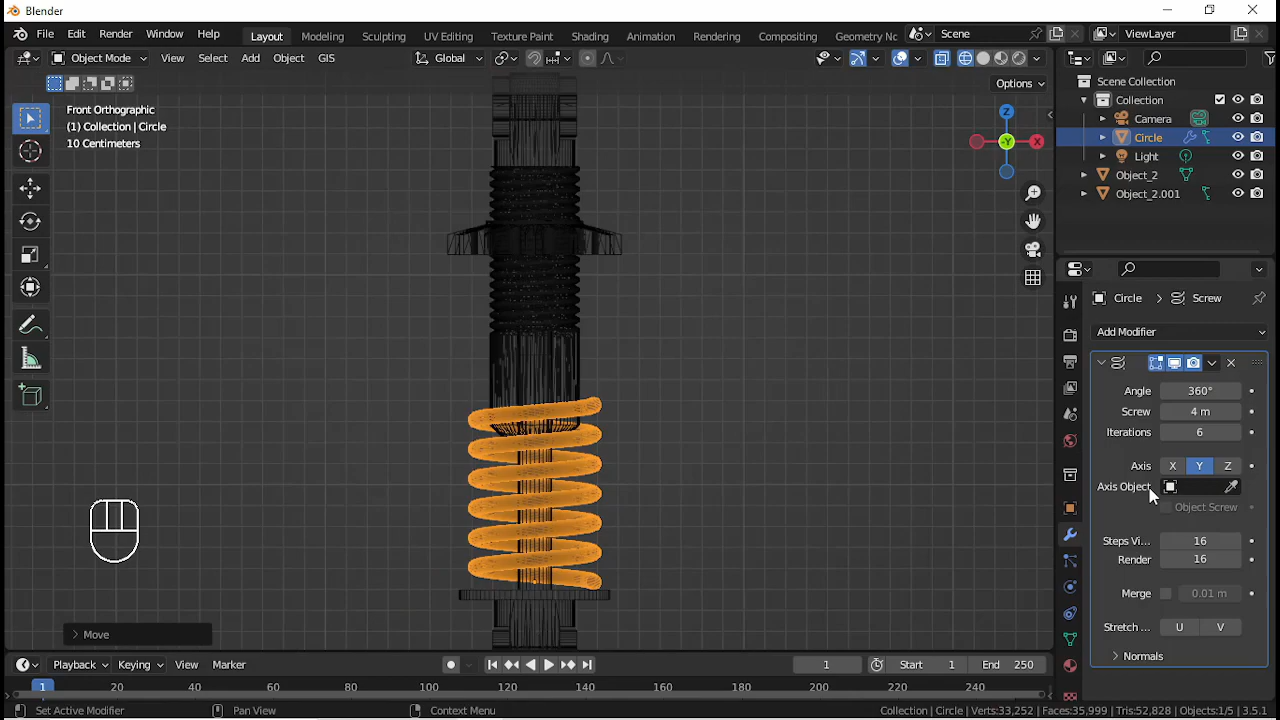 Blender
File Edit Render Window Help Layout Modeling Sculpting UV Editing Texture Paint Shading Animation Rendering Compositing Geometry Nc Scene ViewLayer
Object Mode View Select Add Object GIS Global
Options
Front Orthographic
(1) Collection | Circle
10 Centimeters
Z
-Y
X
Move
Scene Collection
Collection
Camera
Circle
Light
Object_2
Object_2.001
Circle > Screw
Add Modifier
Angle 360°
Screw 4 m
Iterations 6
Axis X Y Z
Axis Object
Object Screw
Steps Vi... 16
Render 16
Merge 0.01 m
Stretch ... U V
Normals
Playback Keying View Marker 1 Start 1 End 250
1 20 40 60 80 100 120 140 160 180 200 220 240
Set Active Modifier Pan View Context Menu Collection | Circle | Verts:33,252 | Faces:35,999 | Tris:52,828 | Objects:1/5 | 3.5.1